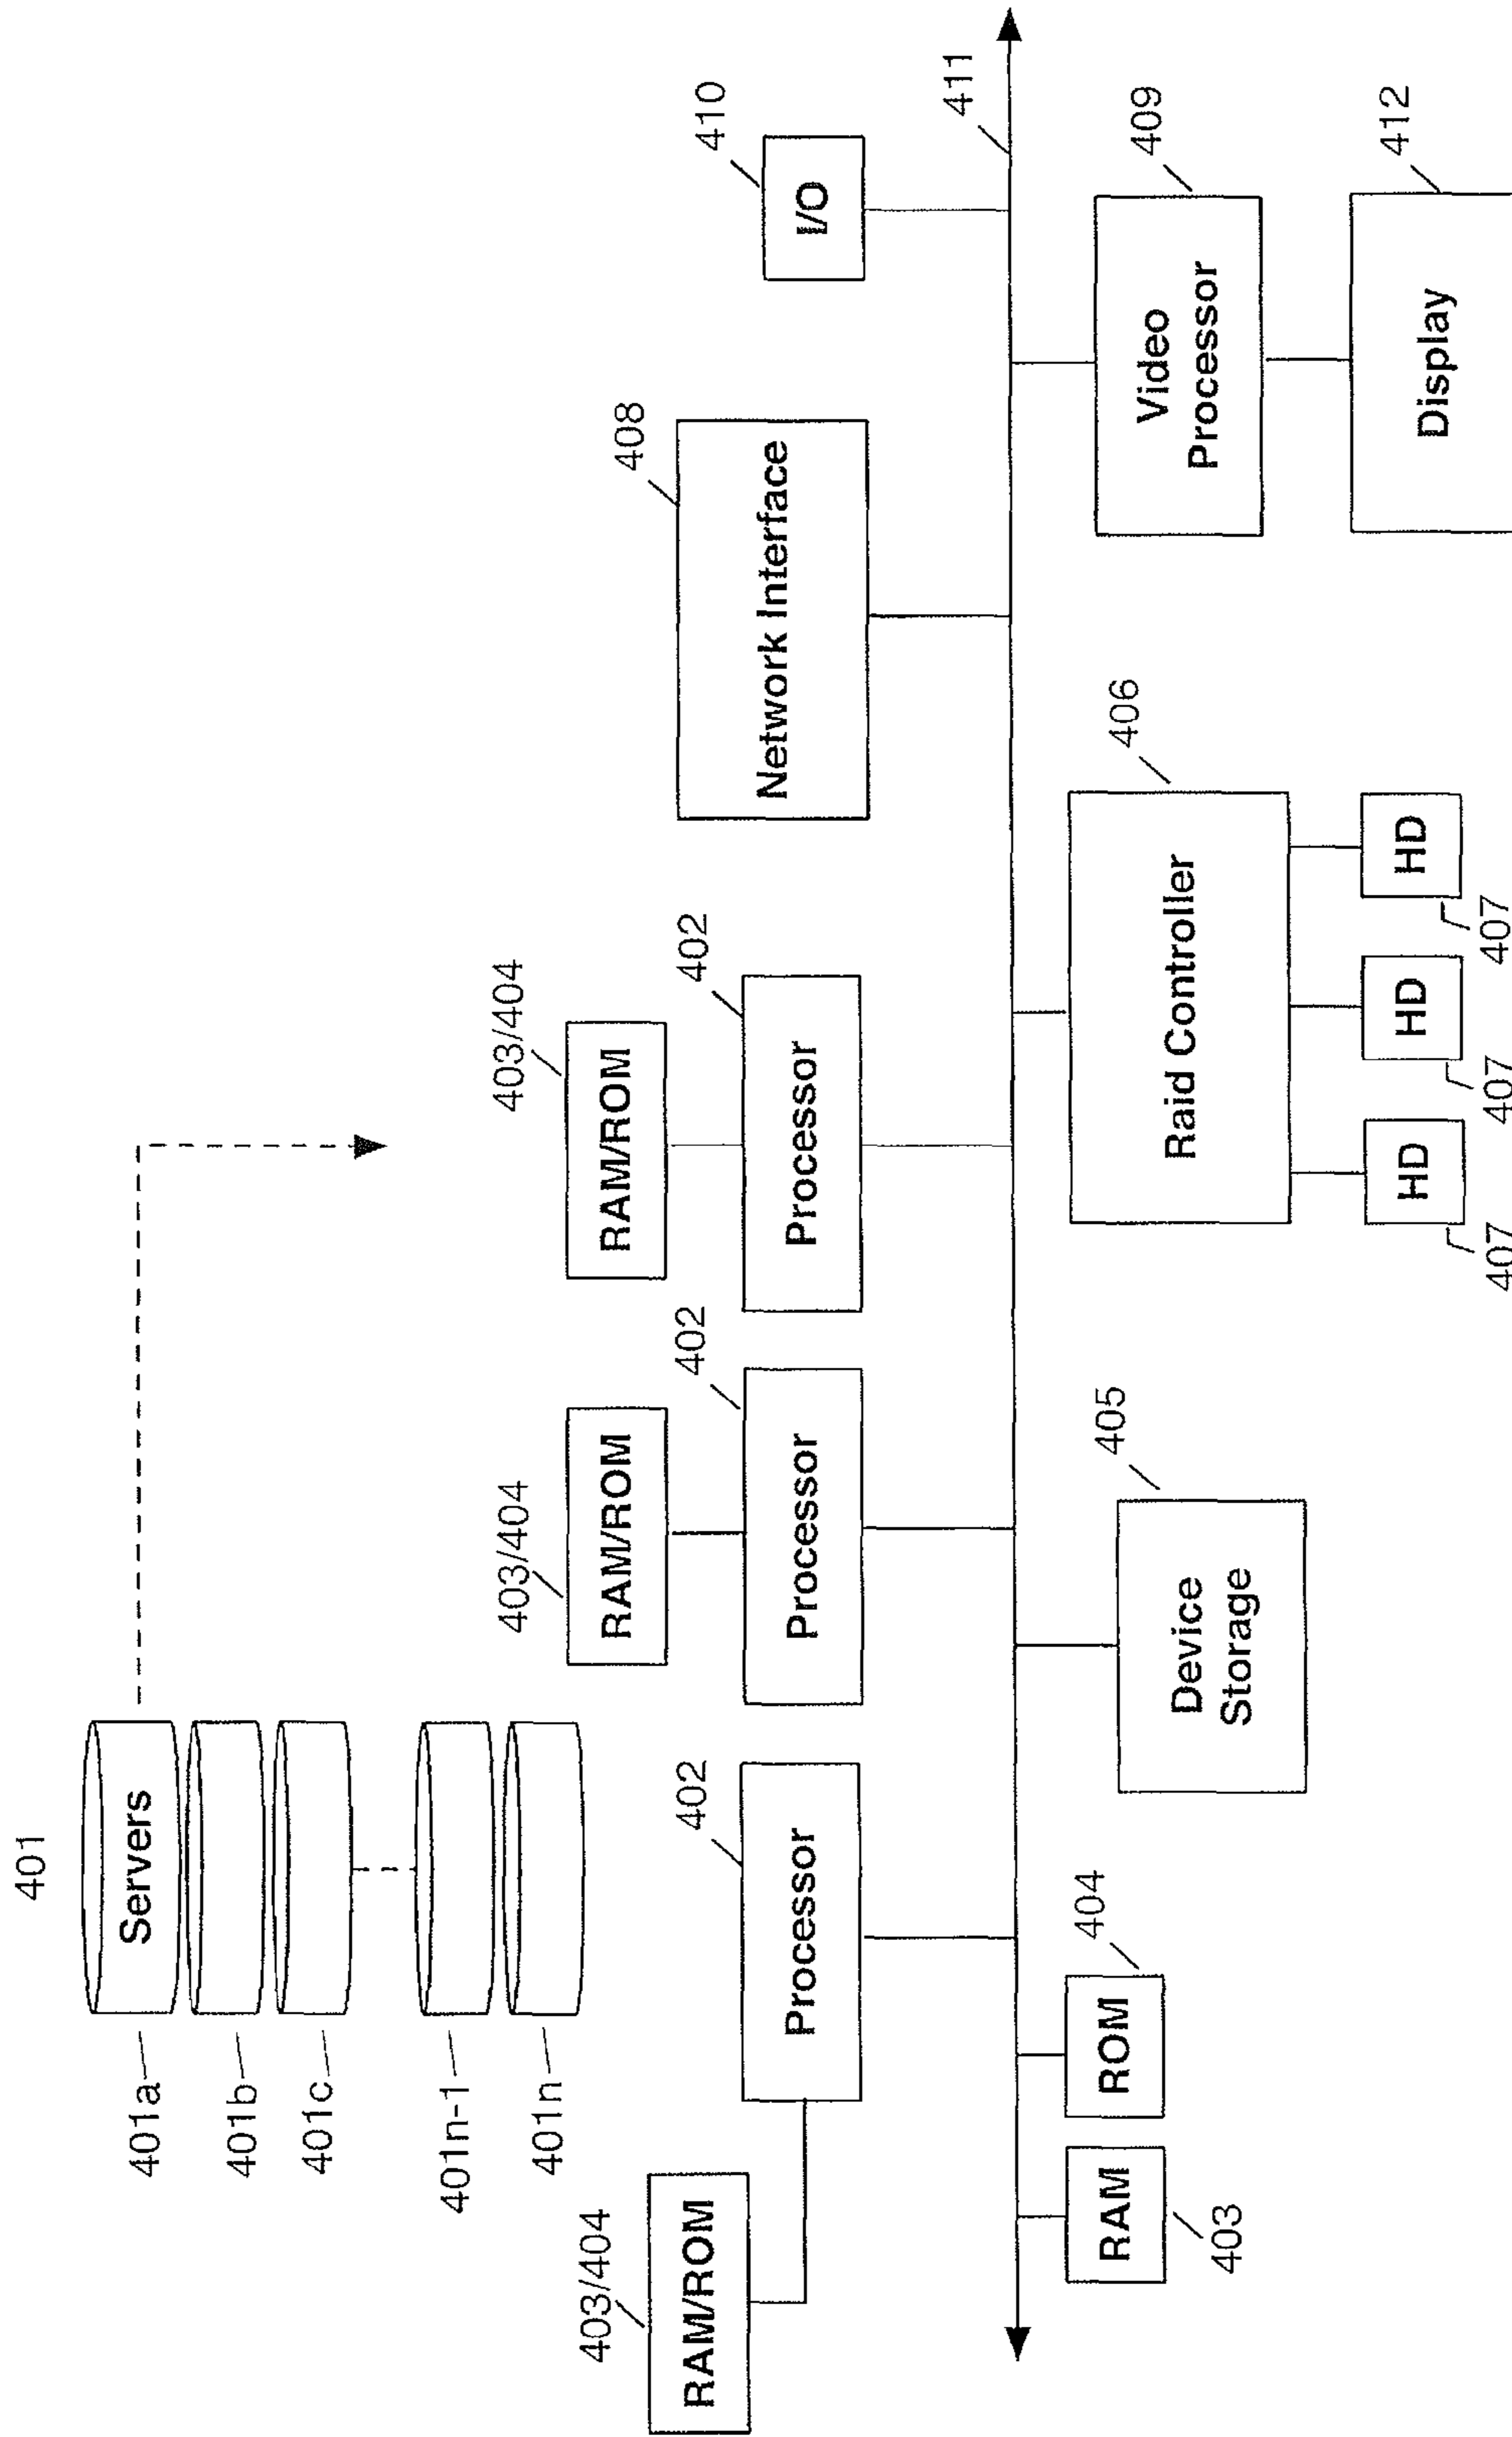 401
Servers
401a
401b
401c
401n-1
401n
403/404
RAM/ROM
402
Processor
403/404
RAM/ROM
402
Processor
403/404
RAM/ROM
402
Processor
408
Network Interface
410
I/O
411
RAM
403
ROM
404
Device
Storage
405
Raid Controller
406
HD
407
HD
407
HD
407
Video
Processor
409
Display
412